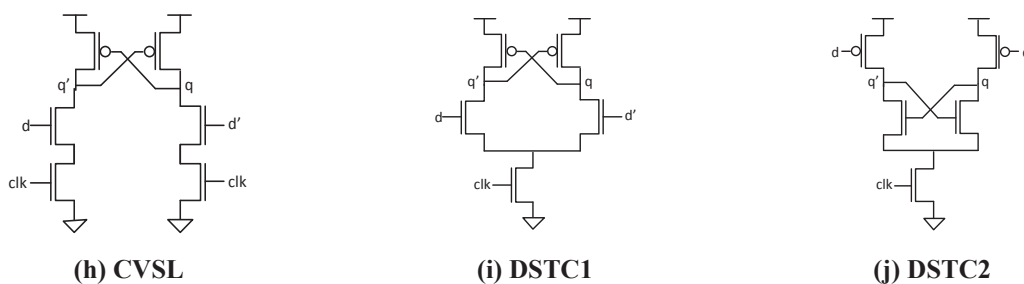 q' q q' q d d q' q
d d' d d'
clk clk clk clk
(h) CVSL (i) DSTC1 (j) DSTC2